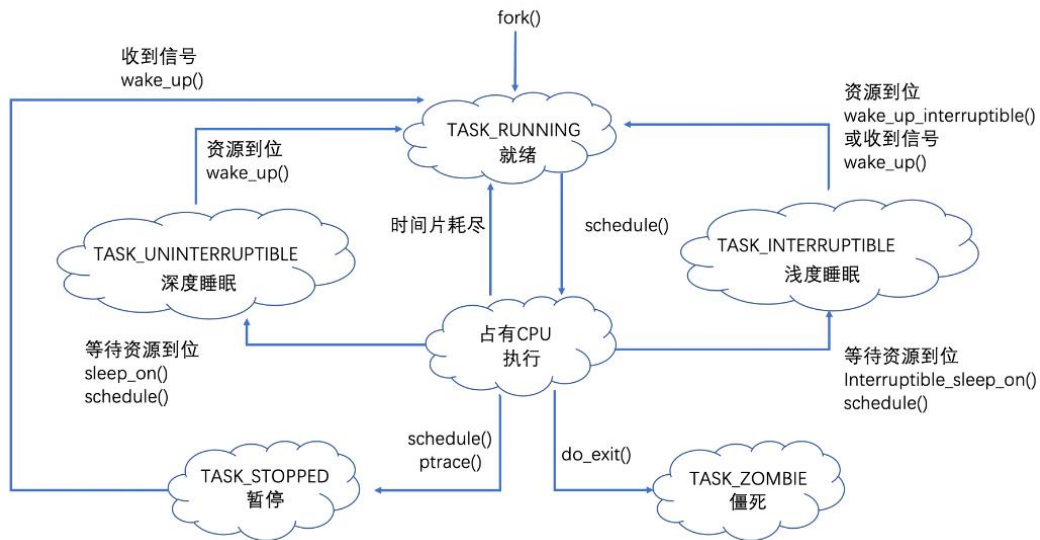 fork()
收到信号
wake_up()
资源到位
wake_up_interruptible()
或收到信号
wake_up()
TASK_RUNNING
就绪
资源到位
wake_up()
时间片耗尽
schedule()
TASK_UNINTERRUPTIBLE
深度睡眠
TASK_INTERRUPTIBLE
浅度睡眠
占有CPU
执行
等待资源到位
sleep_on()
schedule()
等待资源到位
Interruptible_sleep_on()
schedule()
schedule()
ptrace()
do_exit()
TASK_STOPPED
暂停
TASK_ZOMBIE
僵死